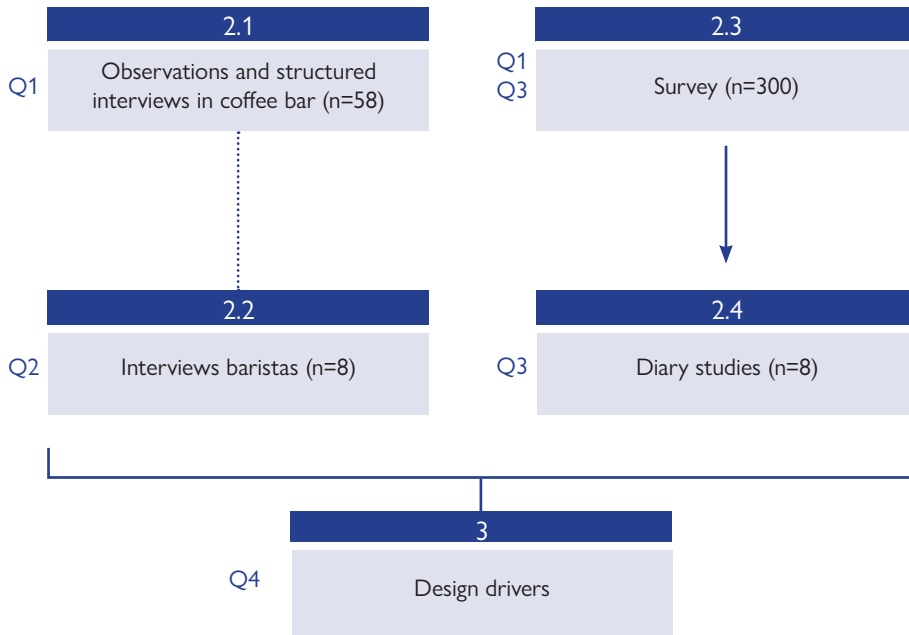 2.1
Q1
Observations and structured
interviews in coffee bar (n=58)
2.3
Q1
Q3
Survey (n=300)
2.2
Q2
Interviews baristas (n=8)
2.4
Q3
Diary studies (n=8)
3
Q4
Design drivers